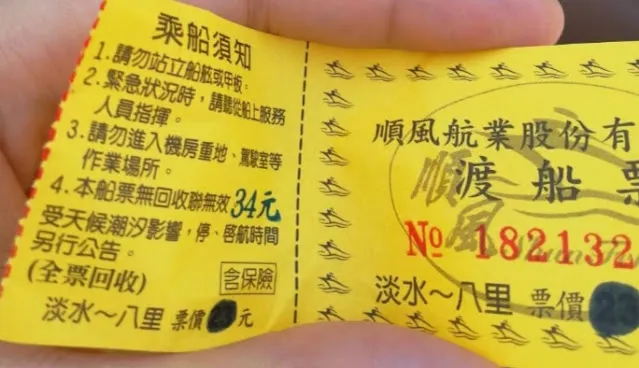 乘船須知
1.請勿站立船舷或甲板。
2.緊急狀況時,請聽從船上服務
人員指揮。
3.請勿進入機房重地、駕駛室等
作業場所。
4.本船票無回收聯無效 34元
受天候潮汐影響,停、啓航時間
另行公告。
(全票回收) 含保險
淡水～八里 票價 元
順風航業股份有
渡船票
順風
№ 182132
淡水～八里 票價 23